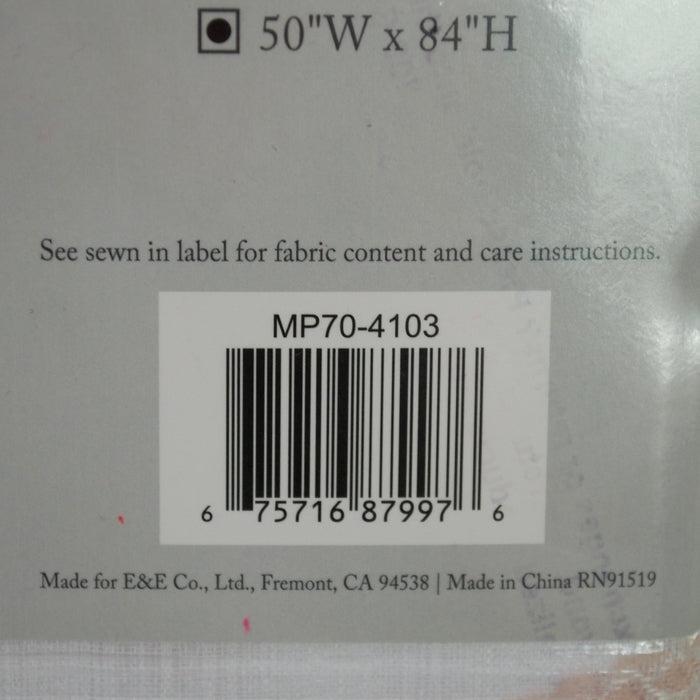 50"W x 84"H
See sewn in label for fabric content and care instructions.
MP70-4103
6 75716 87997 6
Made for E&E Co., Ltd., Fremont, CA 94538 | Made in China RN91519